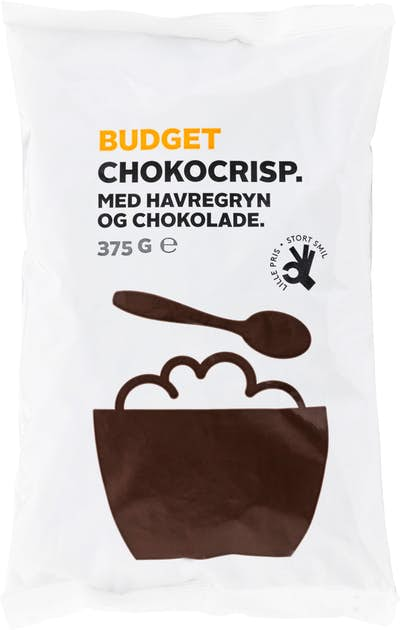 BUDGET
CHOKOCRISP.
MED HAVREGRYN
OG CHOKOLADE.
375 G ℮
LILLE PRIS • STORT SMIL